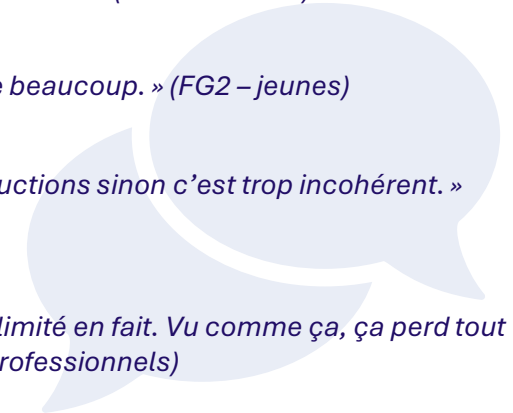 beaucoup. » (FG2 – jeunes)
uctions sinon c’est trop incohérent. »
limité en fait. Vu comme ça, ça perd tout
rofessionnels)